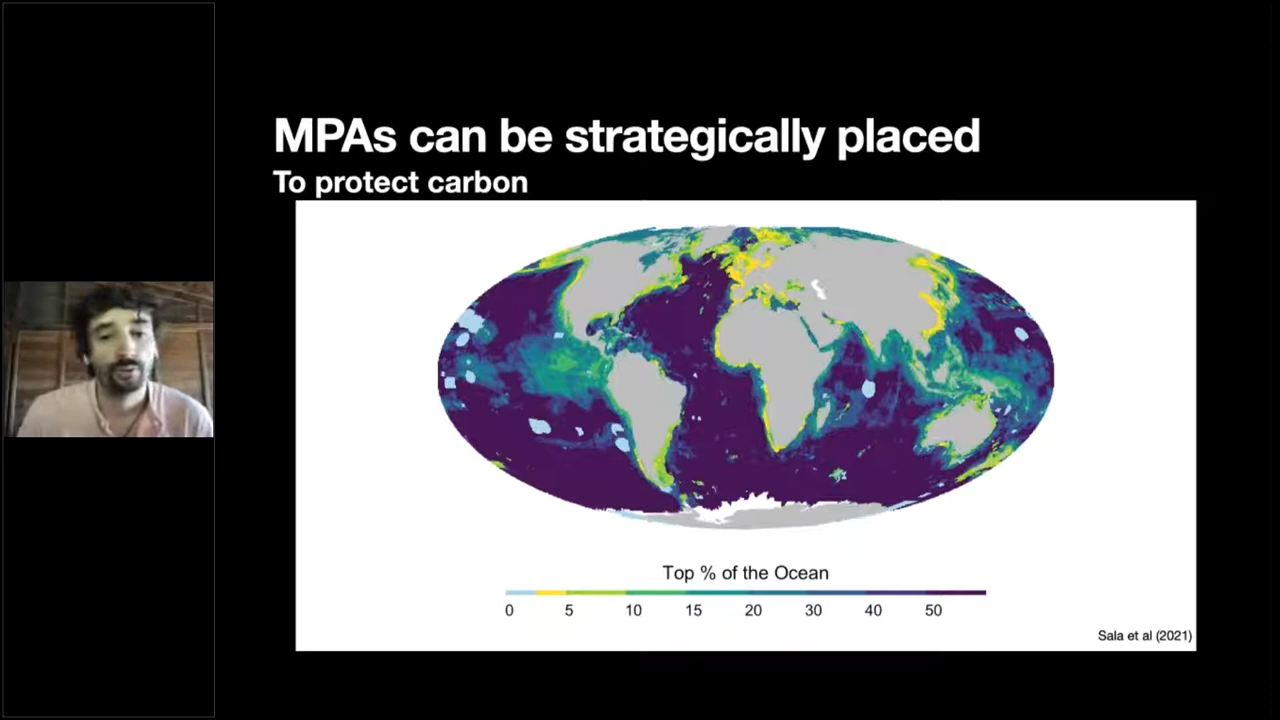 MPAs can be strategically placed
To protect carbon
Top % of the Ocean
0 5 10 15 20 30 40 50
Sala et al (2021)